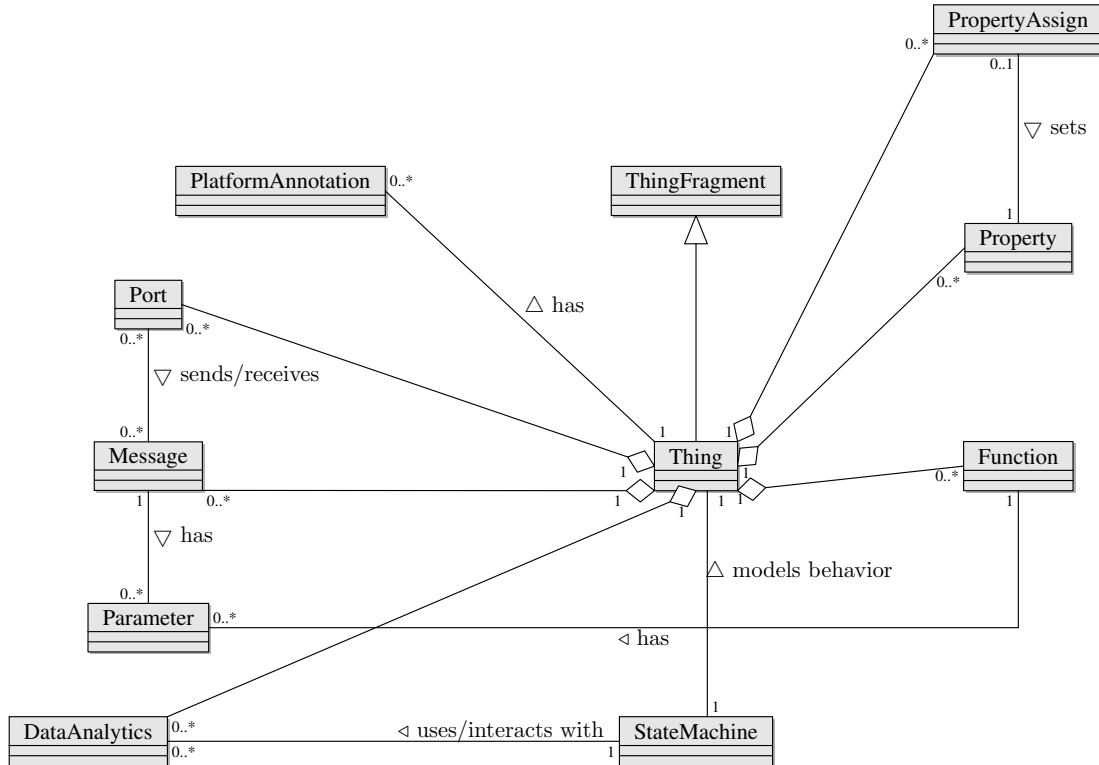 PropertyAssign
0..*
0..1
▽ sets
PlatformAnnotation
0..*
ThingFragment
1
Property
0..*
Port
0..*
0..*
△ has
▽ sends/receives
0..*
1
1
Message
Thing
Function
1
1
0..*
1
0..*
1
1
1
1
1
▽ has
△ models behavior
0..*
Parameter
0..*
◃ has
1
DataAnalytics
0..*
◃ uses/interacts with
StateMachine
0..*
1